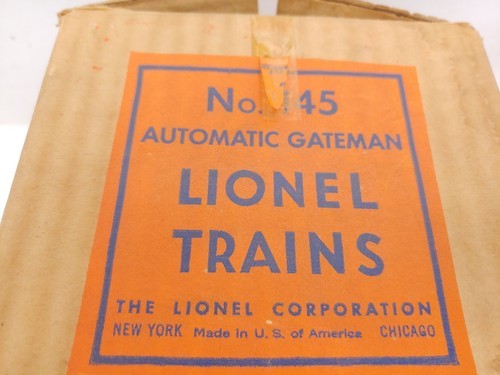 No. 145
AUTOMATIC GATEMAN
LIONEL
TRAINS
THE LIONEL CORPORATION
NEW YORK Made in U. S. of America CHICAGO